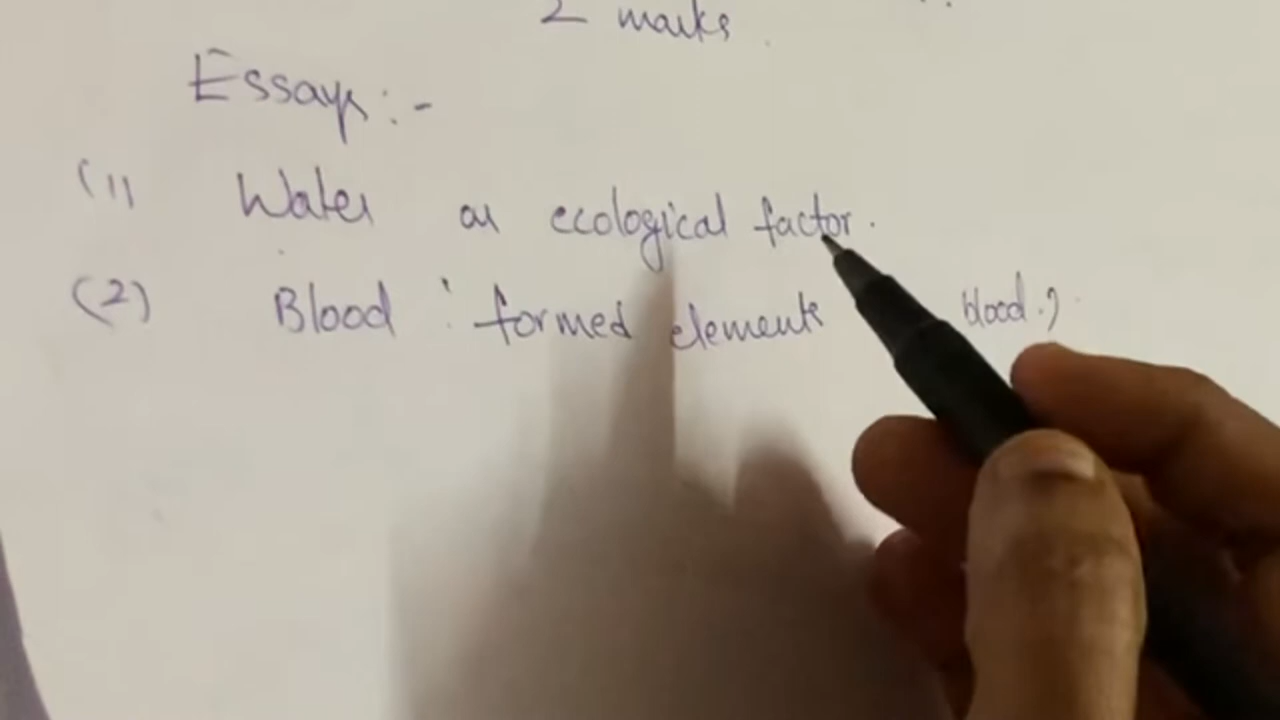 2 marks.
Essays:-
(1) Water as ecological factor.
(2) Blood : formed elements blood.?